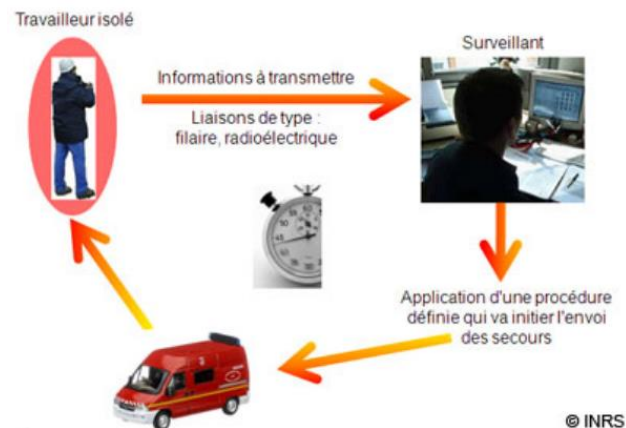 Travailleur isolé
Surveillant
Informations à transmettre
Liaisons de type :
filaire, radioélectrique
Application d'une procédure
définie qui va initier l'envoi
des secours
© INRS